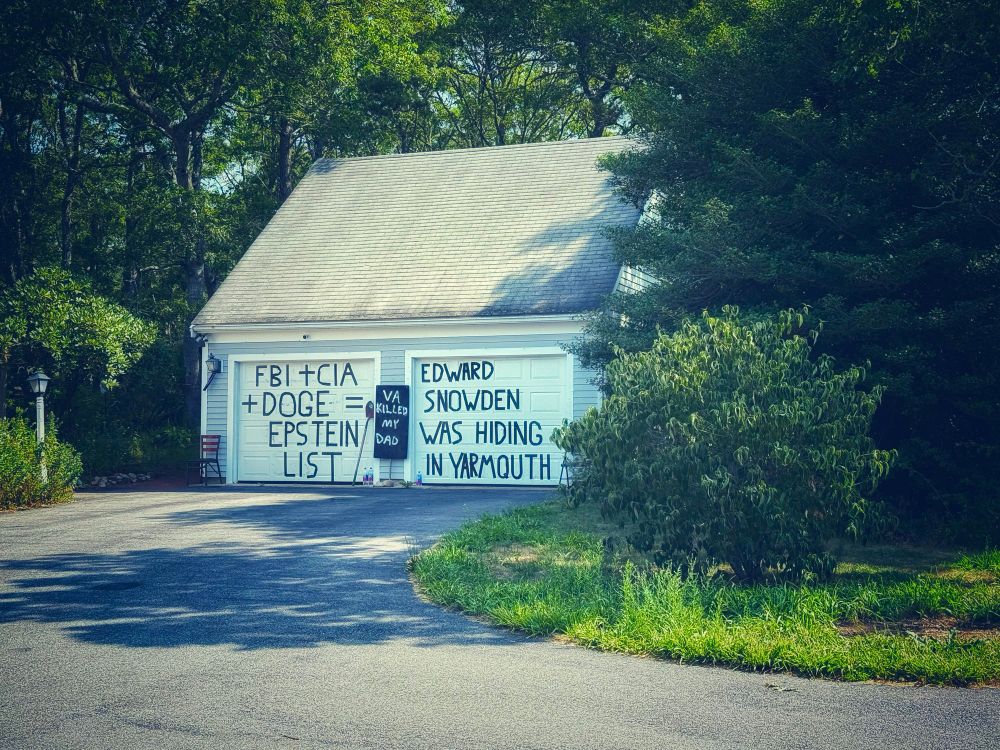 FBI + CIA
+ DOGE =
EPSTEIN
LIST
VA
KILLED
MY
DAD
EDWARD
SNOWDEN
WAS HIDING
IN YARMOUTH